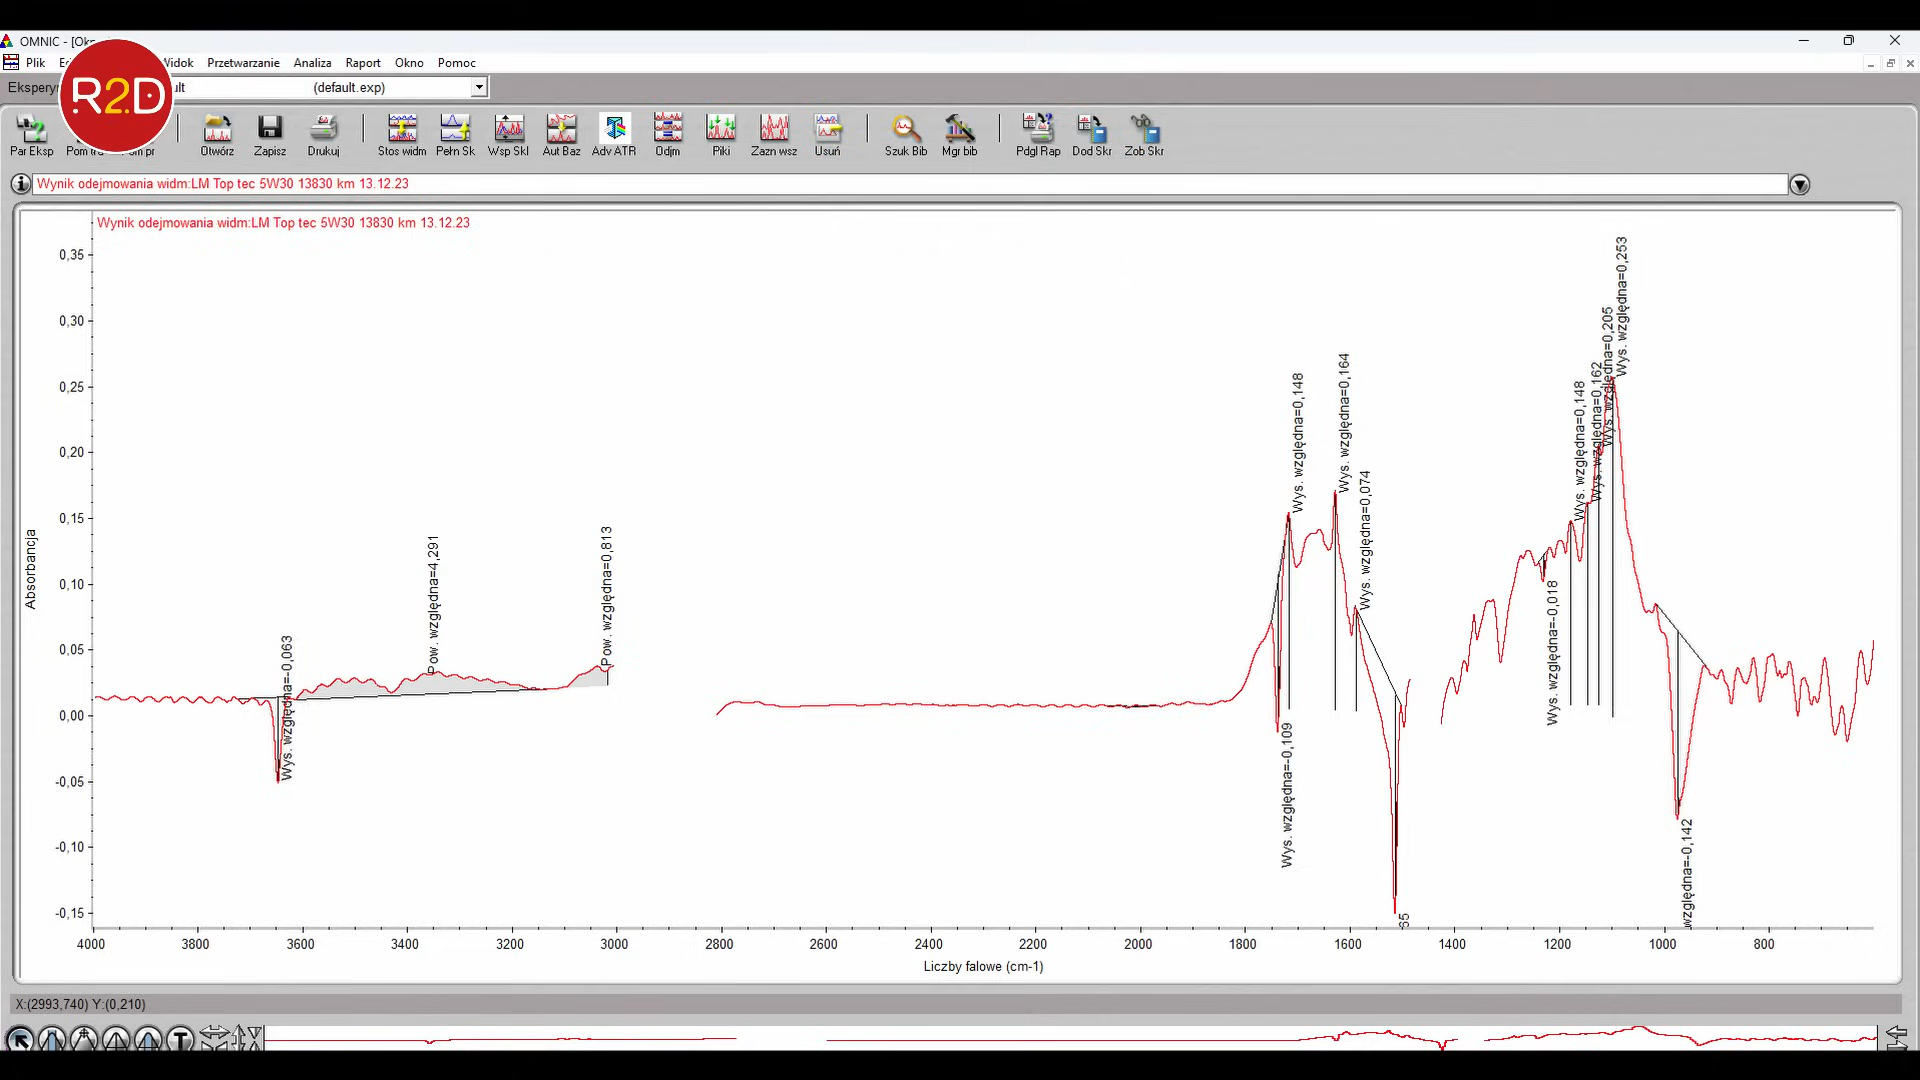 OMNIC - [Ok
R2D
Plik Widok Przetwarzanie Analiza Raport Okno Pomoc
Ekspery ult (default.exp)
Par Eksp Pom Otwórz Zapisz Drukuj Stos widm Pełn Sk Wsp Skl Aut Baz Adv ATR Odjm Piki Zazn wsz Usuń Szuk Bib Mgr bib Pdgl Rap Dod Skr Zob Skr
Wynik odejmowania widm:LM Top tec 5W30 13830 km 13.12.23
Wynik odejmowania widm:LM Top tec 5W30 13830 km 13.12.23
Absorbancja
0,35
0,30
0,25
0,20
0,15
0,10
0,05
0,00
-0,05
-0,10
-0,15
Wys. względna=-0,063
Pow. względna=4,291
Pow. względna=0,813
Wys. względna=-0,109
Wys. względna=0,148
Wys. względna=0,164
Wys. względna=0,074
65
Wys. względna=-0,018
Wys. względna=0,148
Wys. względna=0,162
względna=0,205
Wys. względna=0,253
względna=-0,142
4000 3800 3600 3400 3200 3000 2800 2600 2400 2200 2000 1800 1600 1400 1200 1000 800
Liczby falowe (cm-1)
X:(2993,740) Y:(0,210)
T